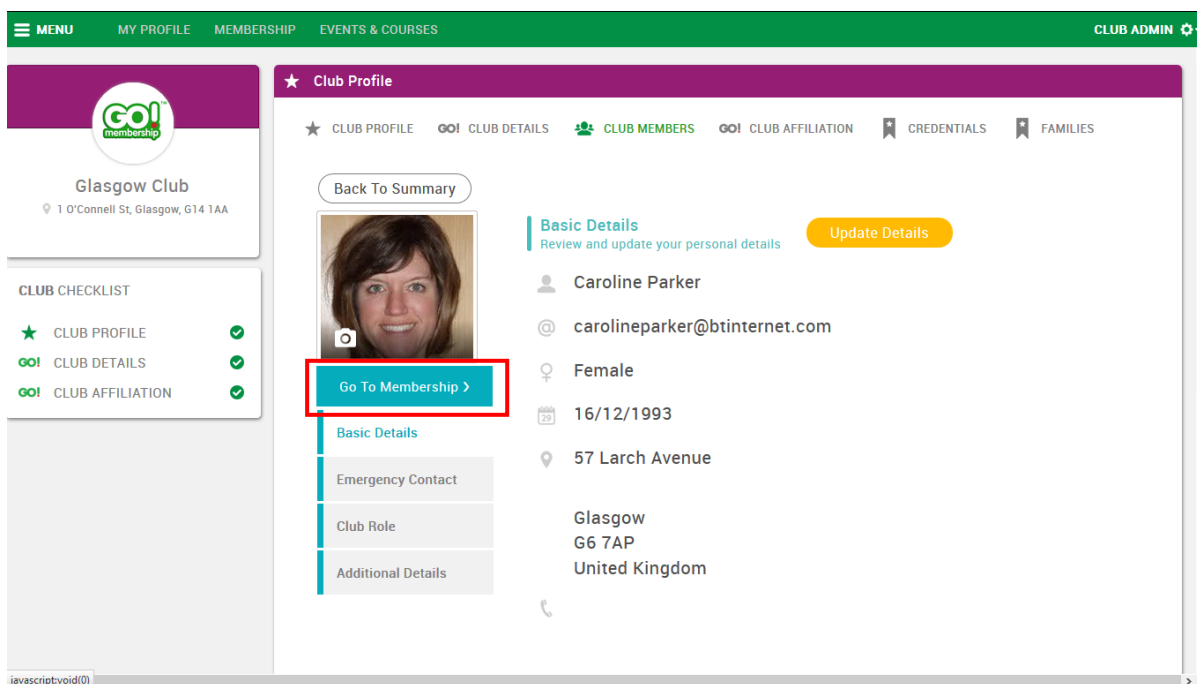 MENU MY PROFILE MEMBERSHIP EVENTS & COURSES CLUB ADMIN
GO!™
membership
Glasgow Club
1 O'Connell St, Glasgow, G14 1AA
CLUB CHECKLIST
CLUB PROFILE
GO! CLUB DETAILS
GO! CLUB AFFILIATION
Club Profile
CLUB PROFILE GO! CLUB DETAILS CLUB MEMBERS GO! CLUB AFFILIATION CREDENTIALS FAMILIES
Back To Summary
Go To Membership
Basic Details
Emergency Contact
Club Role
Additional Details
Basic Details
Review and update your personal details
Update Details
Caroline Parker
@ carolineparker@btinternet.com
Female
29 16/12/1993
57 Larch Avenue
Glasgow
G6 7AP
United Kingdom
javascript:void(0)